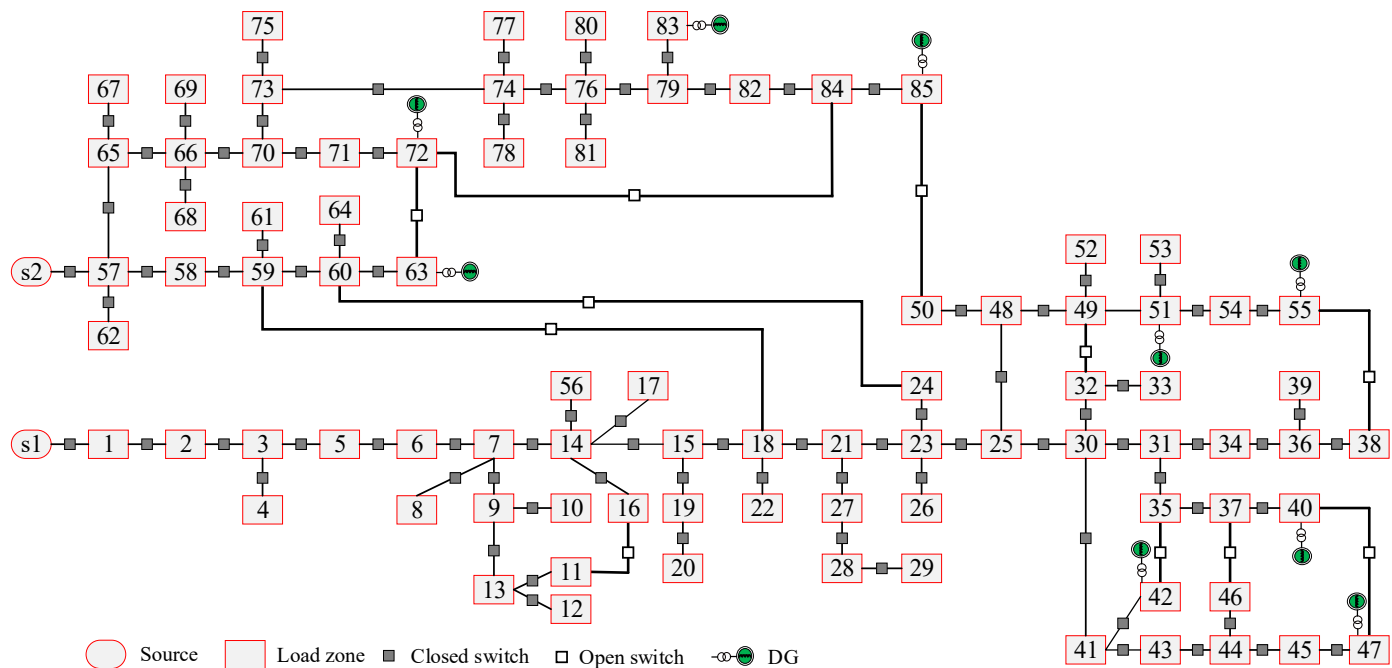 75 77 80 83
67 69 73 74 76 79 82 84 85
65 66 70 71 72 78 81
68 61 64
s2 57 58 59 60 63 52 53
62 50 48 49 51 54 55
56 17 24 32 33 39
s1 1 2 3 5 6 7 14 15 18 21 23 25 30 31 34 36 38
4 8 9 10 16 19 22 27 26 35 37 40
13 11 20 28 29
12 42 46
41 43 44 45 47
Source Load zone Closed switch Open switch DG